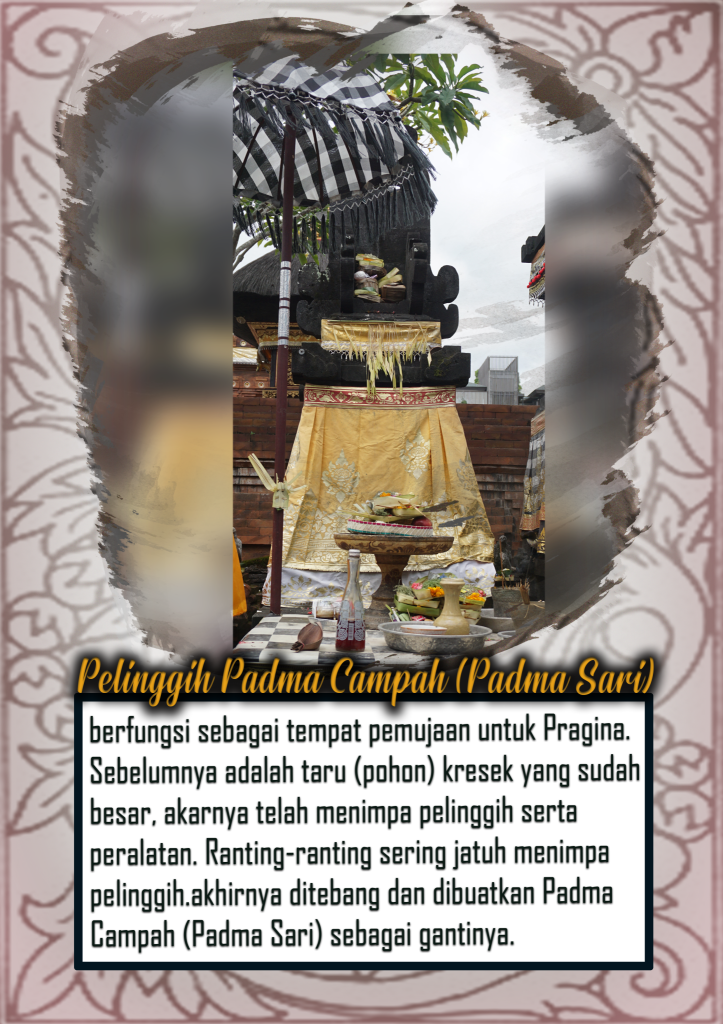 Pelinggih Padma Campah (Padma Sari)
berfungsi sebagai tempat pemujaan untuk Pragina.
Sebelumnya adalah taru (pohon) kresek yang sudah
besar, akarnya telah menimpa pelinggih serta
peralatan. Ranting-ranting sering jatuh menimpa
pelinggih.akhirnya ditebang dan dibuatkan Padma
Campah (Padma Sari) sebagai gantinya.